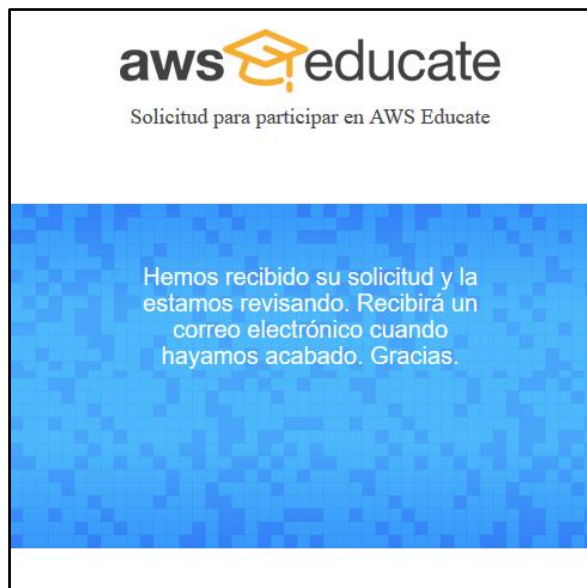 aws educate
Solicitud para participar en AWS Educate
Hemos recibido su solicitud y la
estamos revisando. Recibirá un
correo electrónico cuando
hayamos acabado. Gracias.